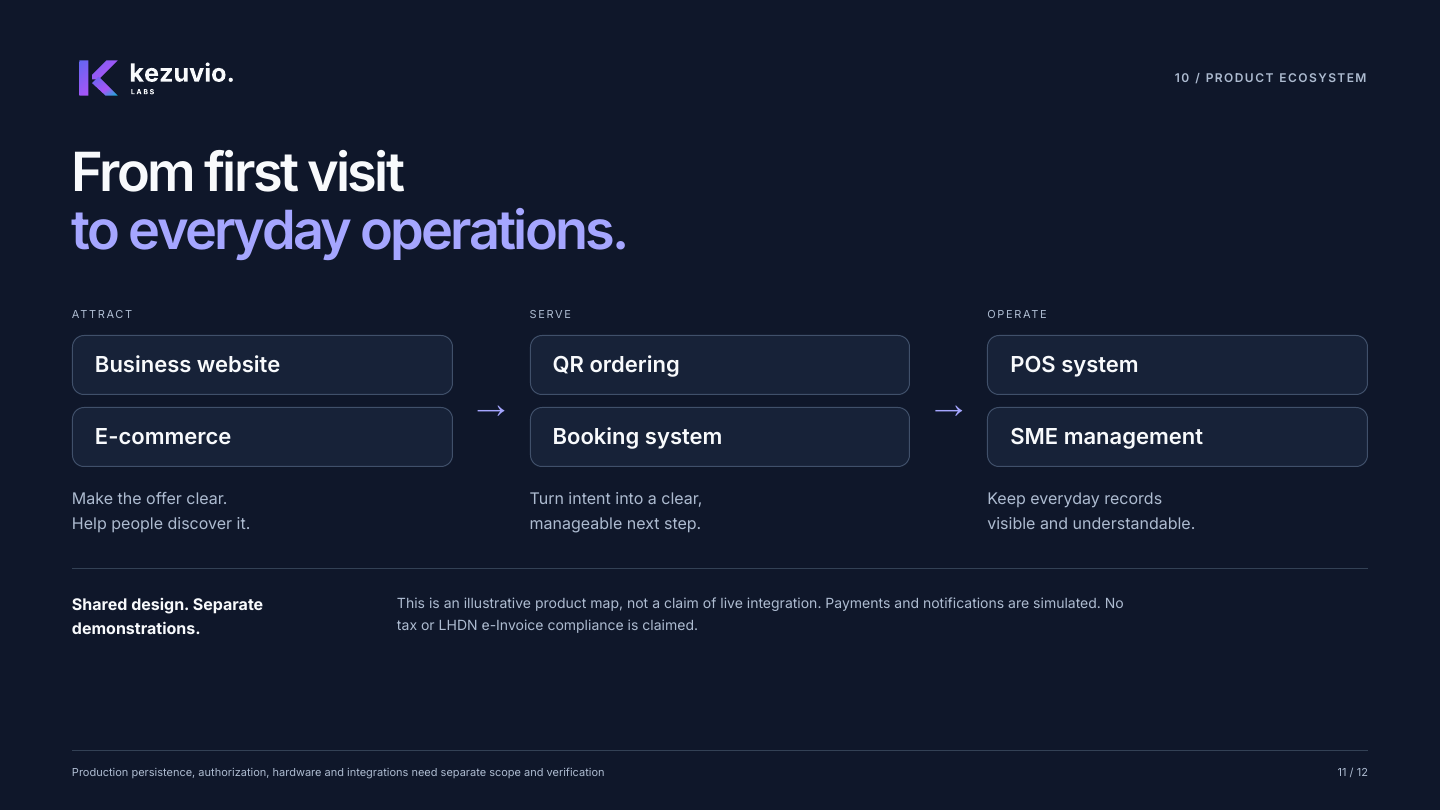 kezuvio.
LABS
10 / PRODUCT ECOSYSTEM
From first visit
to everyday operations.
ATTRACT
Business website
E-commerce
Make the offer clear.
Help people discover it.
→
SERVE
QR ordering
Booking system
Turn intent into a clear,
manageable next step.
→
OPERATE
POS system
SME management
Keep everyday records
visible and understandable.
Shared design. Separate
demonstrations.
This is an illustrative product map, not a claim of live integration. Payments and notifications are simulated. No
tax or LHDN e-Invoice compliance is claimed.
Production persistence, authorization, hardware and integrations need separate scope and verification
11 / 12